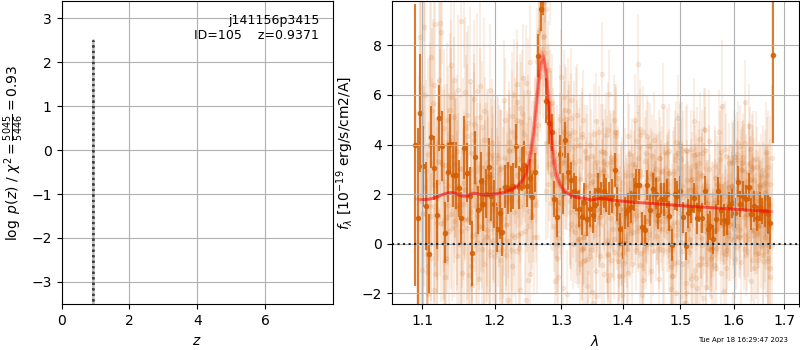 j141156p3415
ID=105 z=0.9371
log p(z) / χ² = 5045/5446 = 0.93
3
2
1
0
−1
−2
−3
0 2 4 6
z
fλ [10⁻¹⁹ erg/s/cm2/A]
8
6
4
2
0
−2
1.1 1.2 1.3 1.4 1.5 1.6 1.7
λ
Tue Apr 18 16:29:47 2023